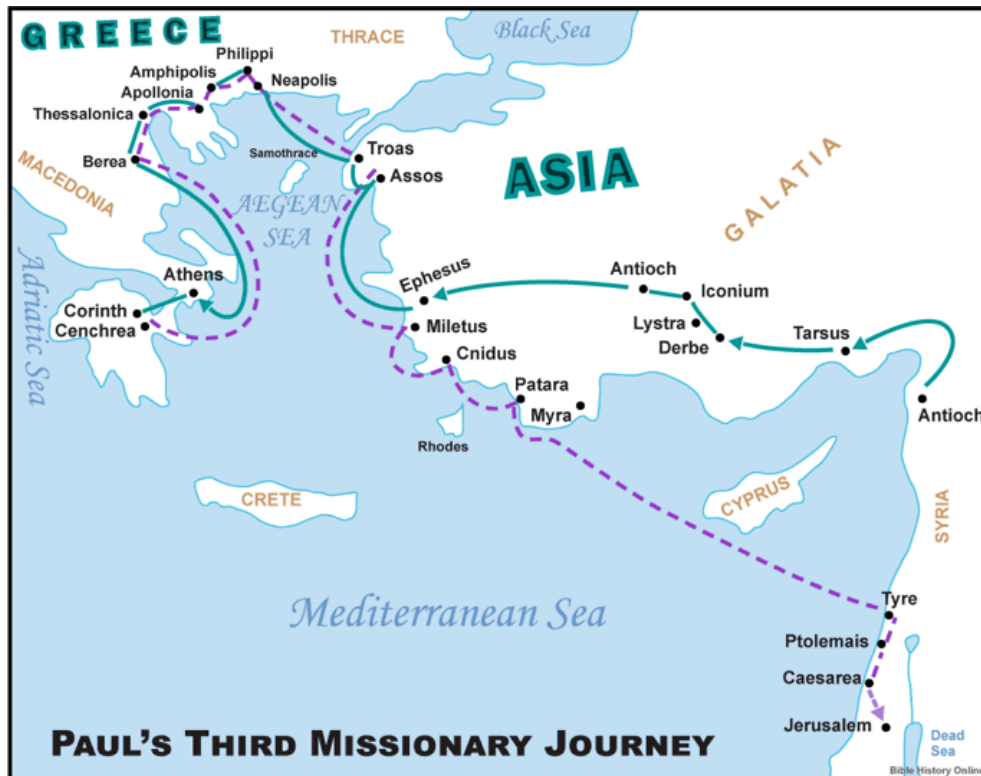 GREECE
THRACE
Black Sea
Philippi
Amphipolis
Neapolis
Apollonia
Thessalonica
Berea
Samothrace
Troas
Assos
MACEDONIA
AEGEAN
SEA
ASIA
GALATIA
Adriatic Sea
Athens
Corinth
Cenchrea
Ephesus
Miletus
Cnidus
Antioch
Iconium
Lystra
Derbe
Tarsus
Patara
Myra
Antioch
Rhodes
CRETE
CYPRUS
SYRIA
Mediterranean Sea
Tyre
Ptolemais
Caesarea
Jerusalem
Dead
Sea
PAUL'S THIRD MISSIONARY JOURNEY
Bible History Online